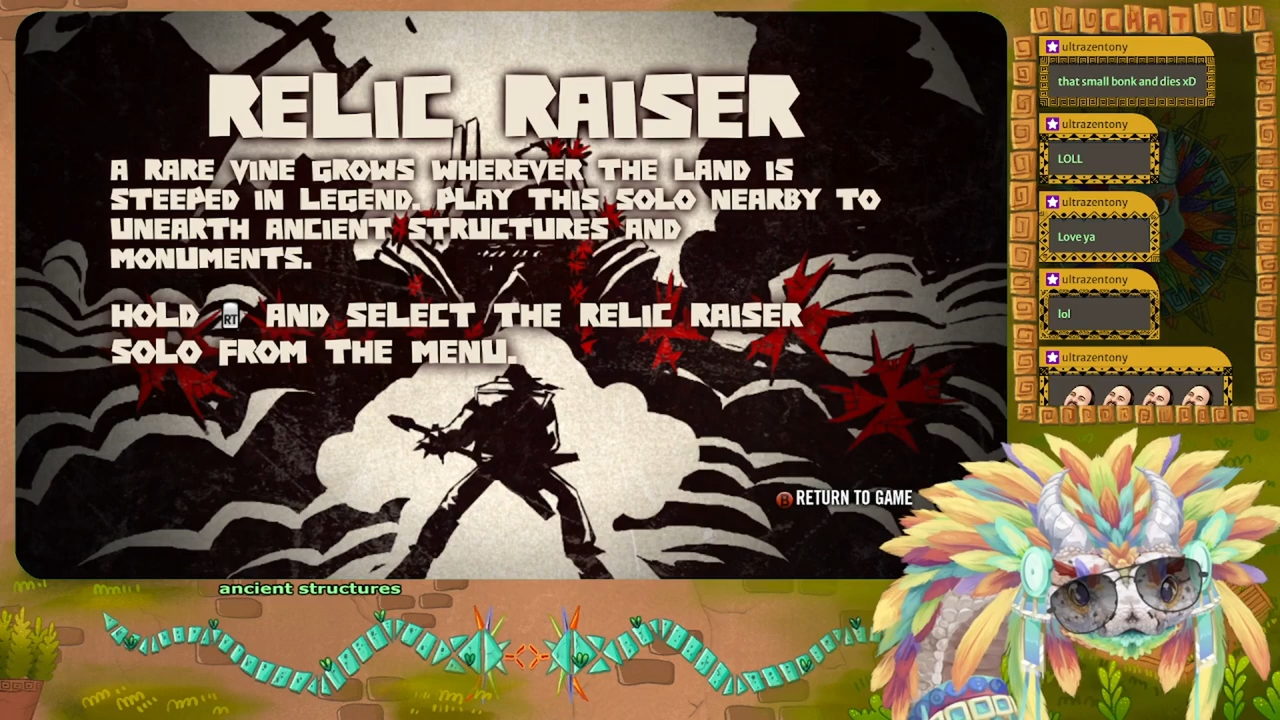 RELIC RAISER
A RARE VINE GROWS WHEREVER THE LAND IS
STEEPED IN LEGEND. PLAY THIS SOLO NEARBY TO
UNEARTH ANCIENT STRUCTURES AND
MONUMENTS.
HOLD RT AND SELECT THE RELIC RAISER
SOLO FROM THE MENU.
B RETURN TO GAME
ancient structures
CHAT
ultrazentony
that small bonk and dies xD
ultrazentony
LOLL
ultrazentony
Love ya
ultrazentony
lol
ultrazentony